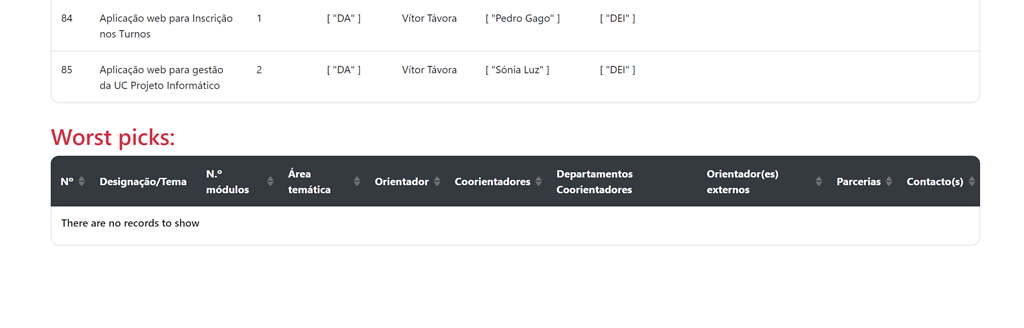 84 Aplicação web para Inscrição nos Turnos 1 [ "DA" ] Vítor Távora [ "Pedro Gago" ] [ "DEI" ]
85 Aplicação web para gestão da UC Projeto Informático 2 [ "DA" ] Vítor Távora [ "Sónia Luz" ] [ "DEI" ]
Worst picks:
Nº Designação/Tema N.º módulos Área temática Orientador Coorientadores Departamentos Coorientadores Orientador(es) externos Parcerias Contacto(s)
There are no records to show